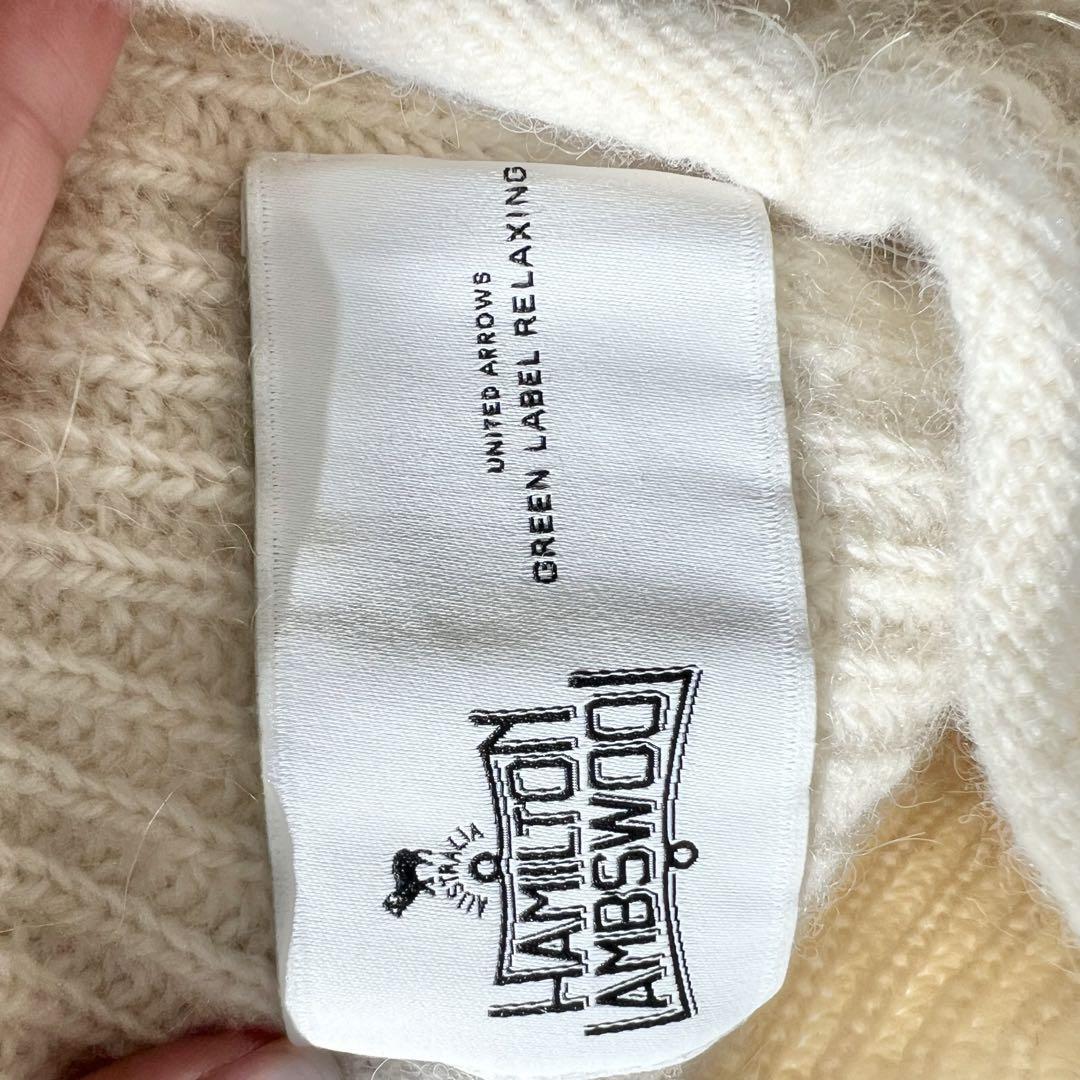 UNITED ARROWS
GREEN LABEL RELAXING
AUSTRALIA
HAMILTON
LAMBSWOOL